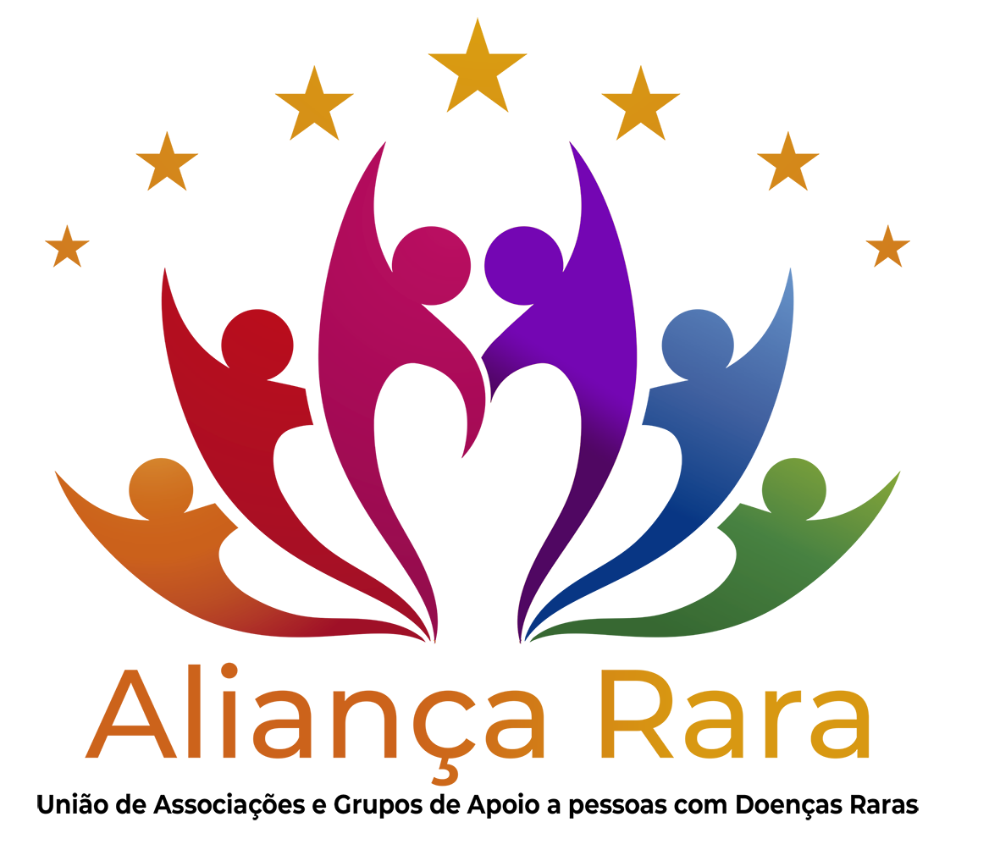 Aliança Rara
União de Associações e Grupos de Apoio a pessoas com Doenças Raras